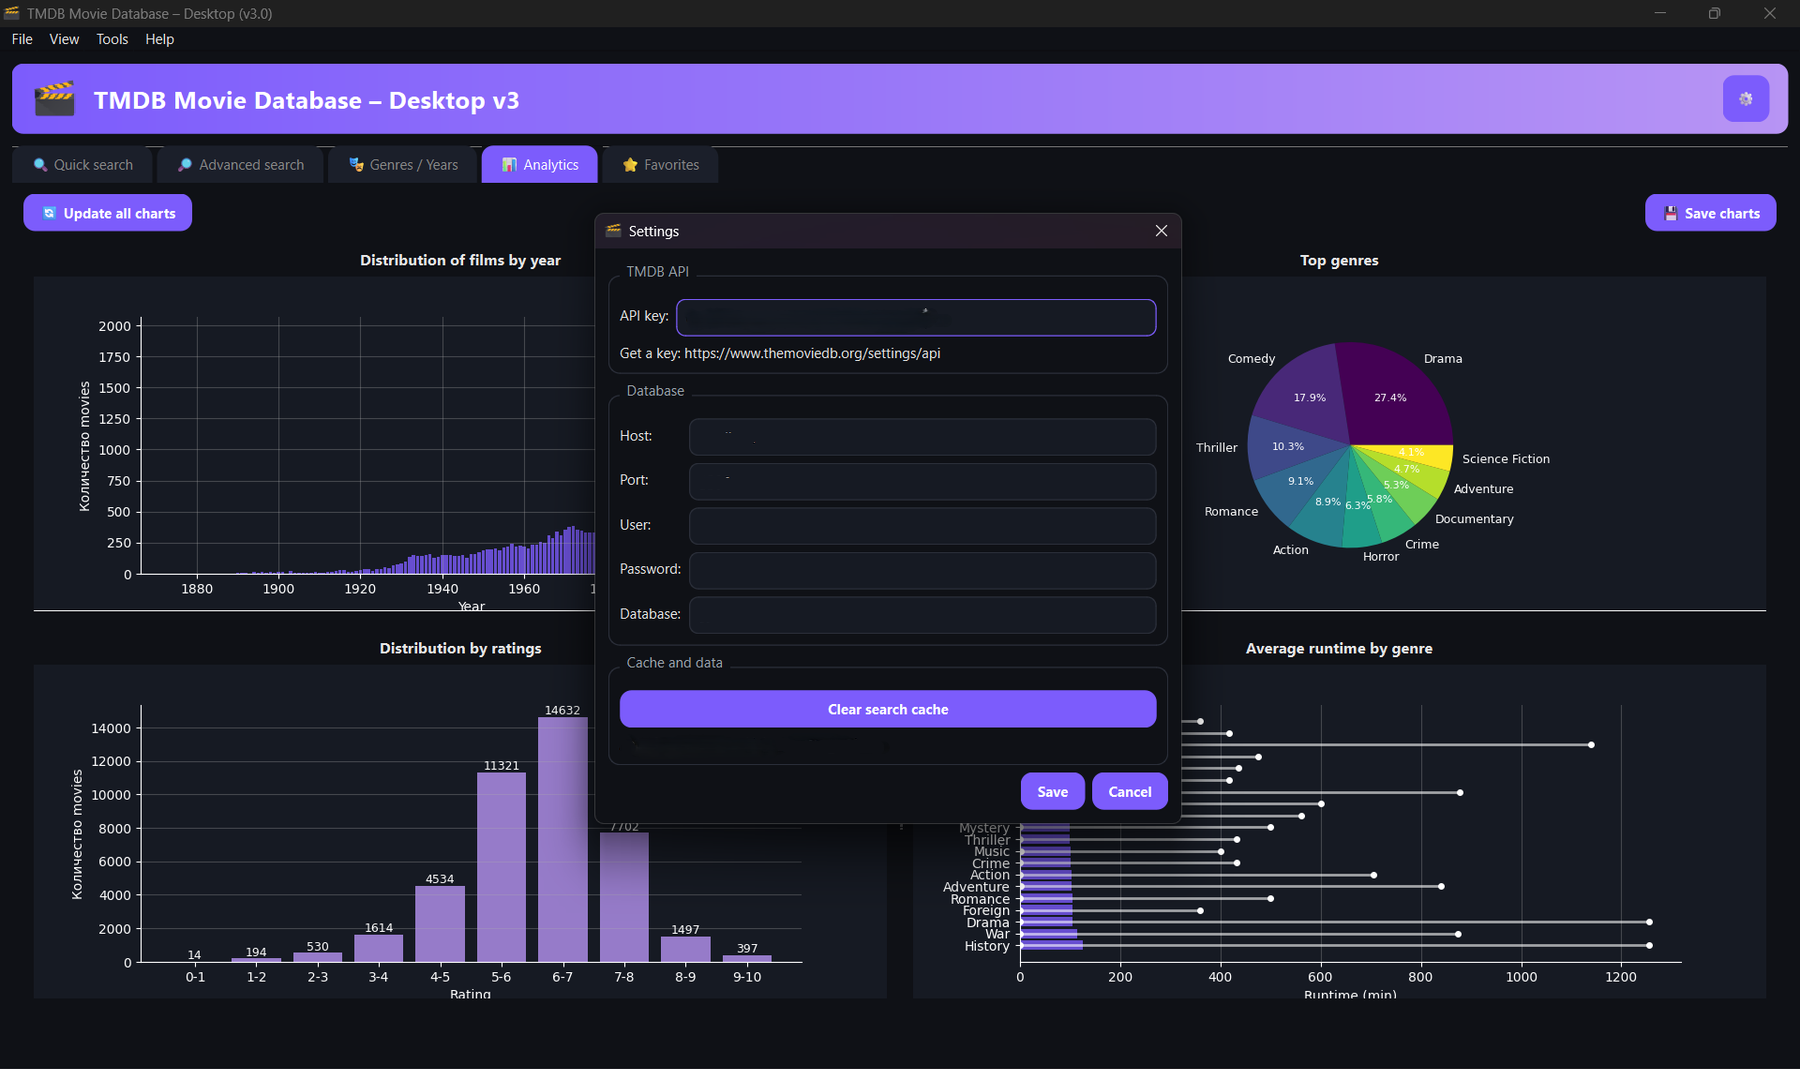 TMDB Movie Database – Desktop (v3.0)
File View Tools Help
TMDB Movie Database – Desktop v3
Quick search Advanced search Genres / Years Analytics Favorites
Update all charts Save charts
Distribution of films by year
Количество movies
2000
1750
1500
1250
1000
750
500
250
0
1880 1900 1920 1940 1960
Year
Top genres
Comedy Drama
17.9% 27.4%
Thriller 10.3%
4.1% Science Fiction
4.7% Adventure
9.1% 5.3%
Romance 8.9% 6.3% 5.8% Documentary
Action Horror Crime
Settings
TMDB API
API key:
Get a key: https://www.themoviedb.org/settings/api
Database
Host:
Port:
User:
Password:
Database:
Cache and data
Clear search cache
Save Cancel
Distribution by ratings
Количество movies
14000
12000
10000
8000
6000
4000
2000
0
14 194 530 1614 4534 11321 14632 7702 1497 397
0-1 1-2 2-3 3-4 4-5 5-6 6-7 7-8 8-9 9-10
Rating
Average runtime by genre
Mystery
Thriller
Music
Crime
Action
Adventure
Romance
Foreign
Drama
War
History
0 200 400 600 800 1000 1200
Runtime (min)